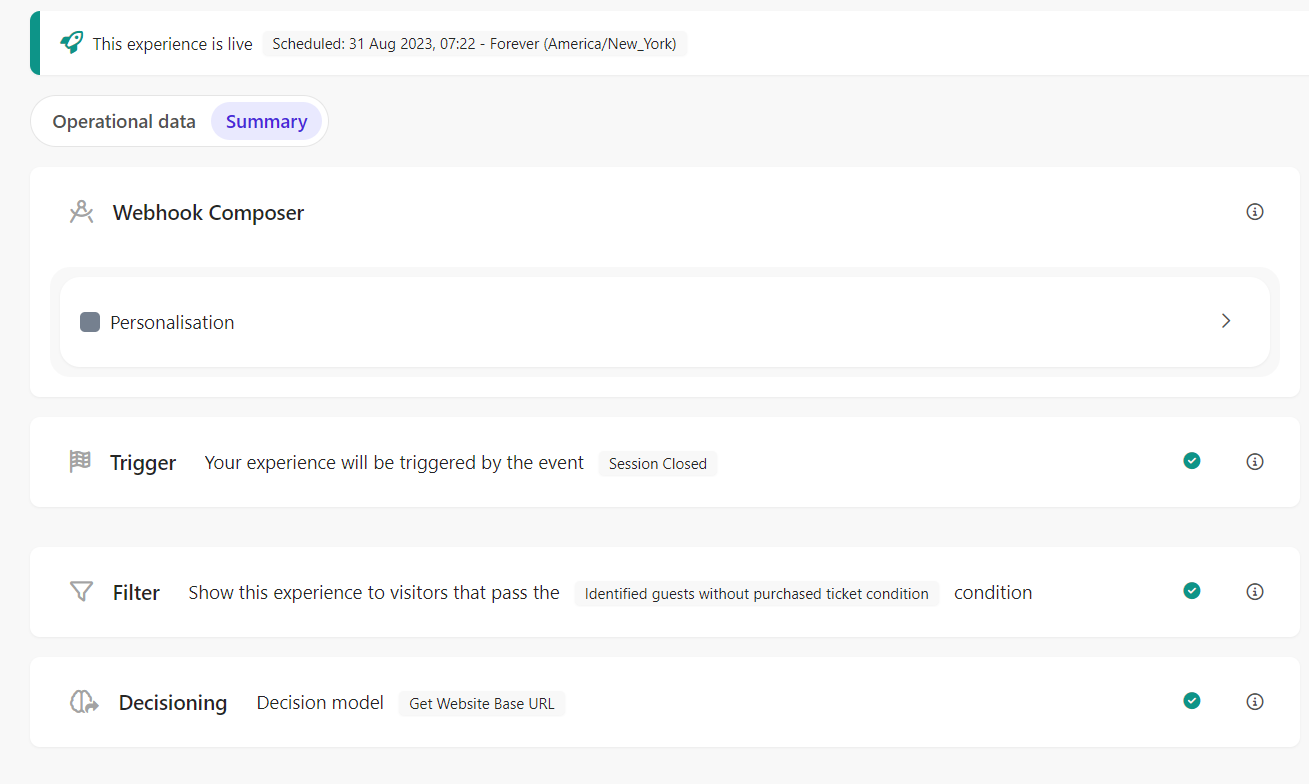 This experience is live Scheduled: 31 Aug 2023, 07:22 - Forever (America/New_York)
Operational data Summary
Webhook Composer
Personalisation
Trigger Your experience will be triggered by the event Session Closed
Filter Show this experience to visitors that pass the Identified guests without purchased ticket condition condition
Decisioning Decision model Get Website Base URL